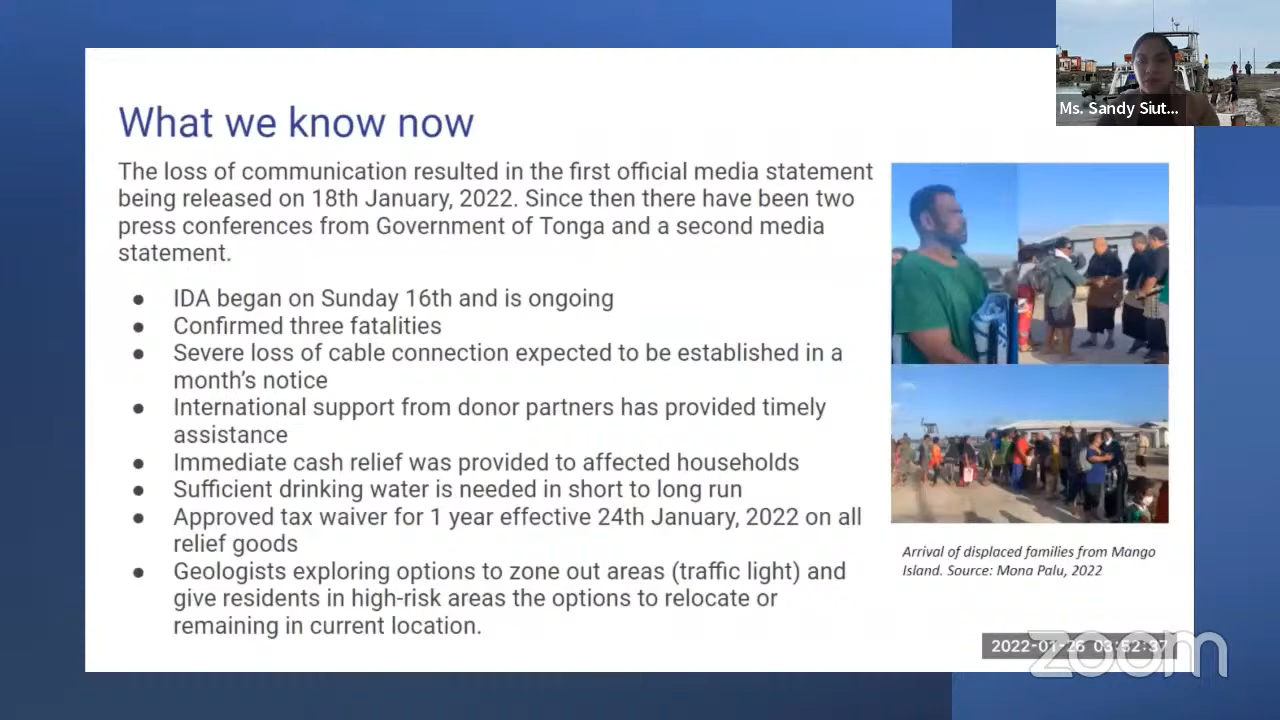 Ms. Sandy Siut...
What we know now
The loss of communication resulted in the first official media statement
being released on 18th January, 2022. Since then there have been two
press conferences from Government of Tonga and a second media
statement.
● IDA began on Sunday 16th and is ongoing
● Confirmed three fatalities
● Severe loss of cable connection expected to be established in a
month's notice
● International support from donor partners has provided timely
assistance
● Immediate cash relief was provided to affected households
● Sufficient drinking water is needed in short to long run
● Approved tax waiver for 1 year effective 24th January, 2022 on all
relief goods
● Geologists exploring options to zone out areas (traffic light) and
give residents in high-risk areas the options to relocate or
remaining in current location.
Arrival of displaced families from Mango
Island. Source: Mona Palu, 2022
2022-01-26 03:52:37
zoom